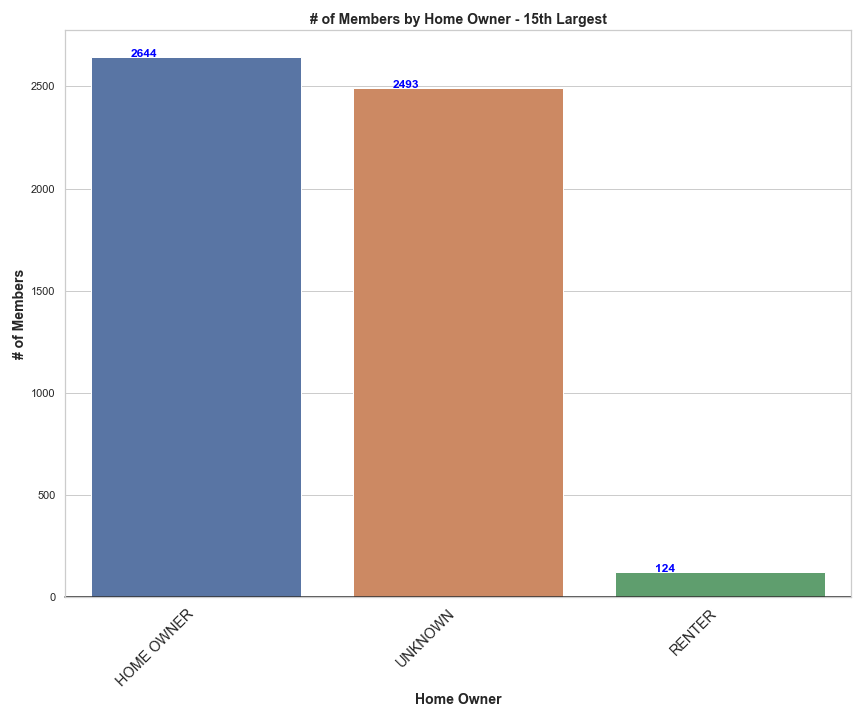 # of Members by Home Owner - 15th Largest
2644
2493
124
2500
2000
1500
1000
500
0
# of Members
HOME OWNER
UNKNOWN
RENTER
Home Owner